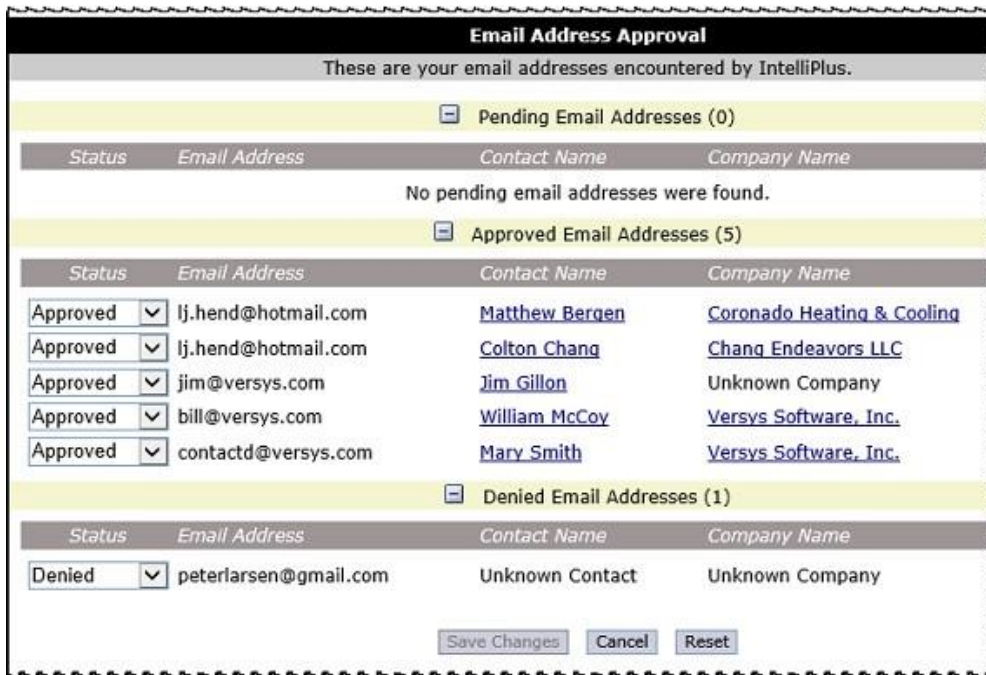 Email Address Approval
These are your email addresses encountered by IntelliPlus.
Pending Email Addresses (0)
Status Email Address Contact Name Company Name
No pending email addresses were found.
Approved Email Addresses (5)
Status Email Address Contact Name Company Name
Approved lj.hend@hotmail.com Matthew Bergen Coronado Heating & Cooling
Approved lj.hend@hotmail.com Colton Chang Chang Endeavors LLC
Approved jim@versys.com Jim Gillon Unknown Company
Approved bill@versys.com William McCoy Versys Software, Inc.
Approved contactd@versys.com Mary Smith Versys Software, Inc.
Denied Email Addresses (1)
Status Email Address Contact Name Company Name
Denied peterlarsen@gmail.com Unknown Contact Unknown Company
Save Changes Cancel Reset